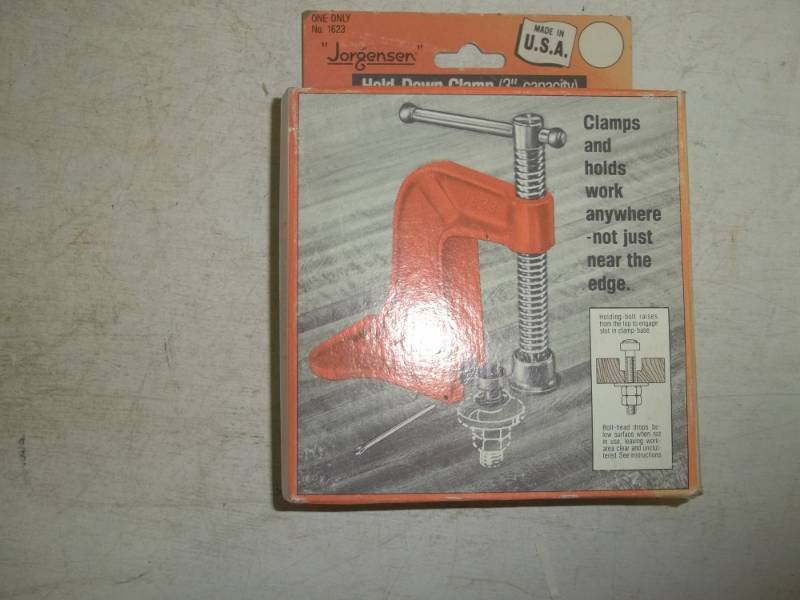 ONE ONLY
No. 1623
"Jorgensen"
MADE IN
U.S.A.
Hold-Down Clamp (3" capacity)
Clamps
and
holds
work
anywhere
-not just
near the
edge.
Holding-bolt raises
from the top to engage
slot in clamp-base
Bolt-head drops be-
low surface when not
in use, leaving work-
area clear and unclut-
tered. See instructions